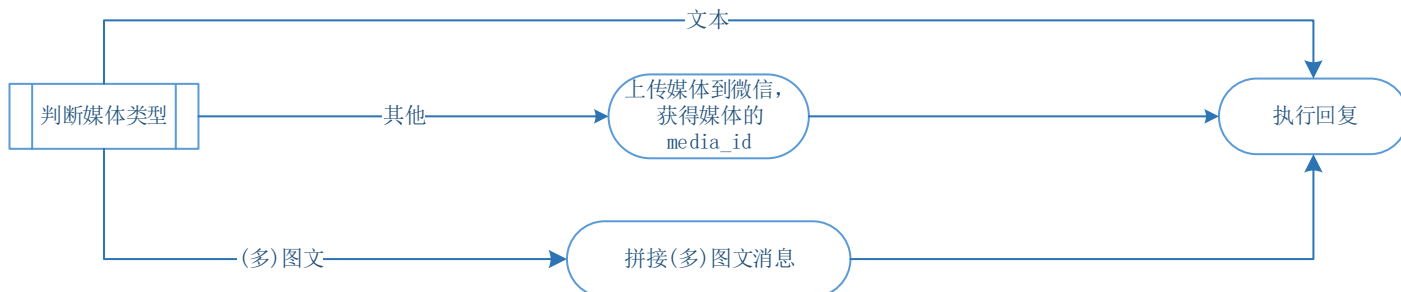 文本
判断媒体类型
其他
上传媒体到微信,
获得媒体的
media_id
执行回复
(多)图文
拼接(多)图文消息